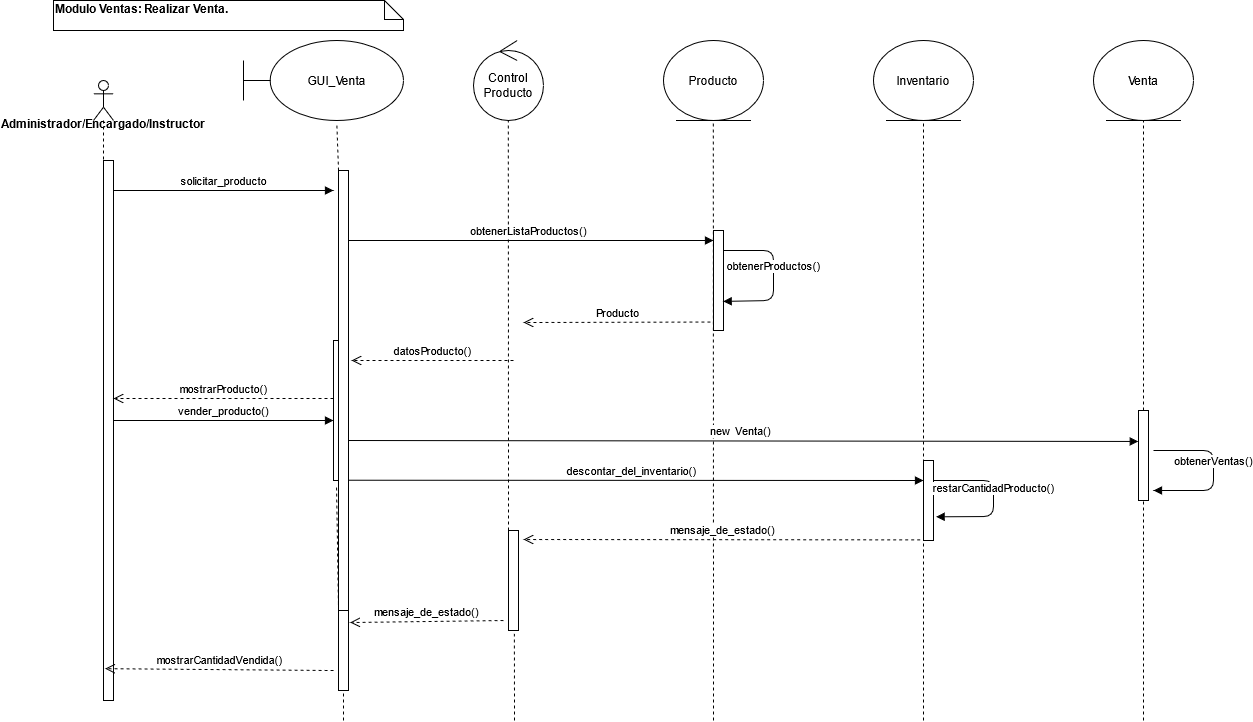 Modulo Ventas: Realizar Venta.
GUI_Venta
Control
Producto
Producto
Inventario
Venta
Administrador/Encargado/Instructor
solicitar_producto
obtenerListaProductos()
obtenerProductos()
Producto
datosProducto()
mostrarProducto()
vender_producto()
new Venta()
obtenerVentas()
descontar_del_inventario()
restarCantidadProducto()
mensaje_de_estado()
mensaje_de_estado()
mostrarCantidadVendida()